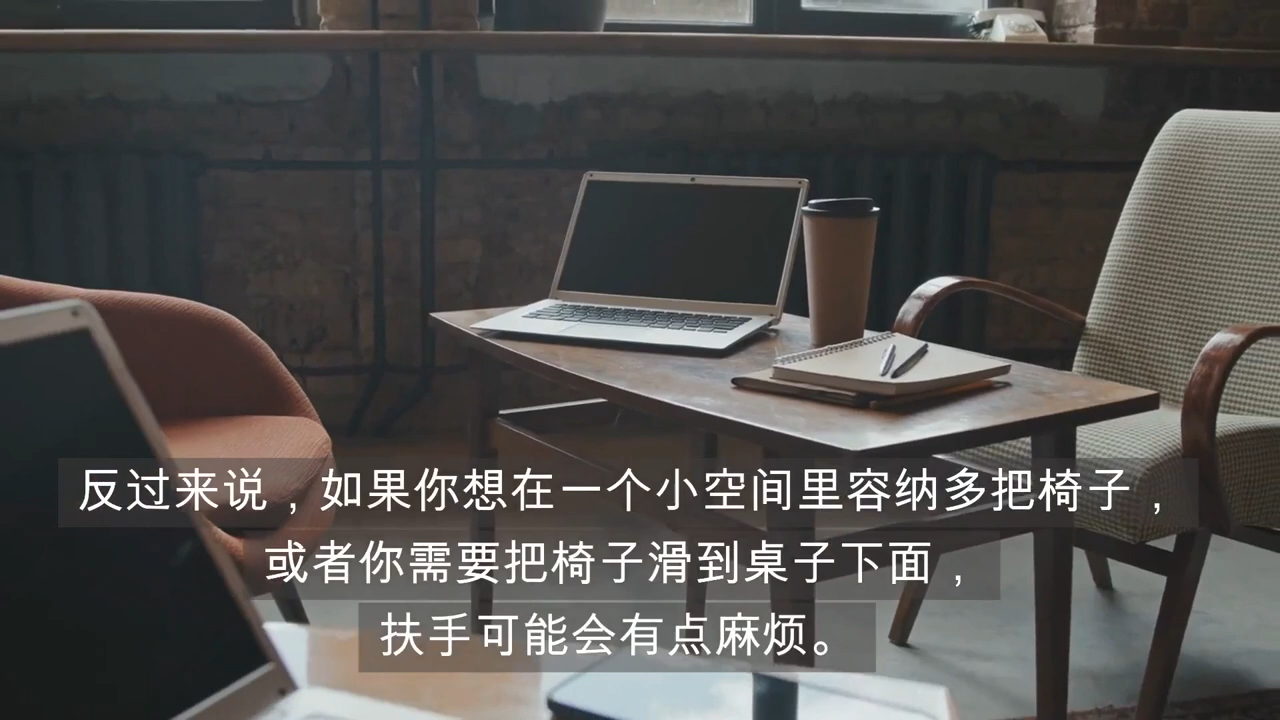 反过来说，如果你想在一个小空间里容纳多把椅子，
或者你需要把椅子滑到桌子下面，
扶手可能会有点麻烦。